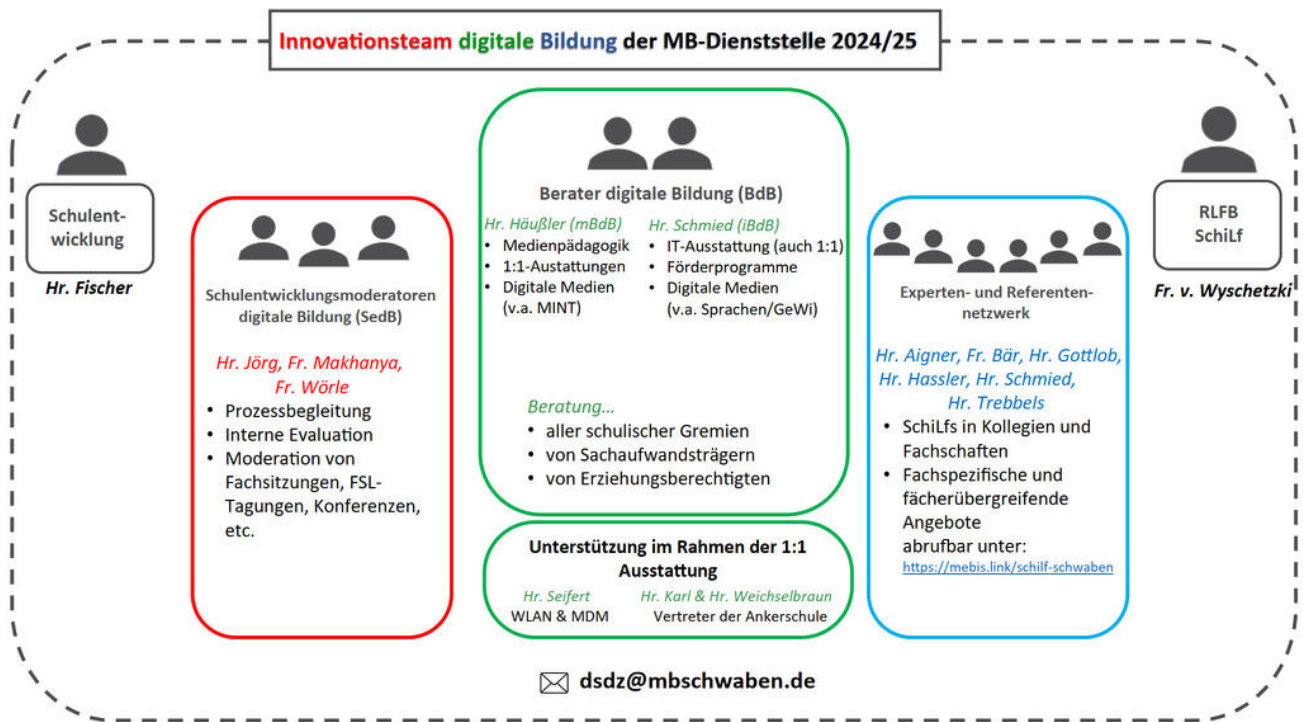 Innovationsteam digitale Bildung der MB-Dienststelle 2024/25
Schulent-
wicklung
Hr. Fischer
Schulentwicklungsmoderatoren
digitale Bildung (SedB)
Hr. Jörg, Fr. Makhanya,
Fr. Wörle
• Prozessbegleitung
• Interne Evaluation
• Moderation von
Fachsitzungen, FSL-
Tagungen, Konferenzen,
etc.
Berater digitale Bildung (BdB)
Hr. Häußler (mBdB)
• Medienpädagogik
• 1:1-Austattungen
• Digitale Medien
(v.a. MINT)
Hr. Schmied (iBdB)
• IT-Ausstattung (auch 1:1)
• Förderprogramme
• Digitale Medien
(v.a. Sprachen/GeWi)
Beratung...
• aller schulischer Gremien
• von Sachaufwandsträgern
• von Erziehungsberechtigten
Unterstützung im Rahmen der 1:1
Ausstattung
Hr. Seifert
WLAN & MDM
Hr. Karl & Hr. Weichselbraun
Vertreter der Ankerschule
Experten- und Referenten-
netzwerk
Hr. Aigner, Fr. Bär, Hr. Gottlob,
Hr. Hassler, Hr. Schmied,
Hr. Trebbels
• SchiLfs in Kollegien und
Fachschaften
• Fachspezifische und
fächerübergreifende
Angebote
abrufbar unter:
https://mebis.link/schilf-schwaben
RLFB
SchiLf
Fr. v. Wyschetzki
dsdz@mbschwaben.de